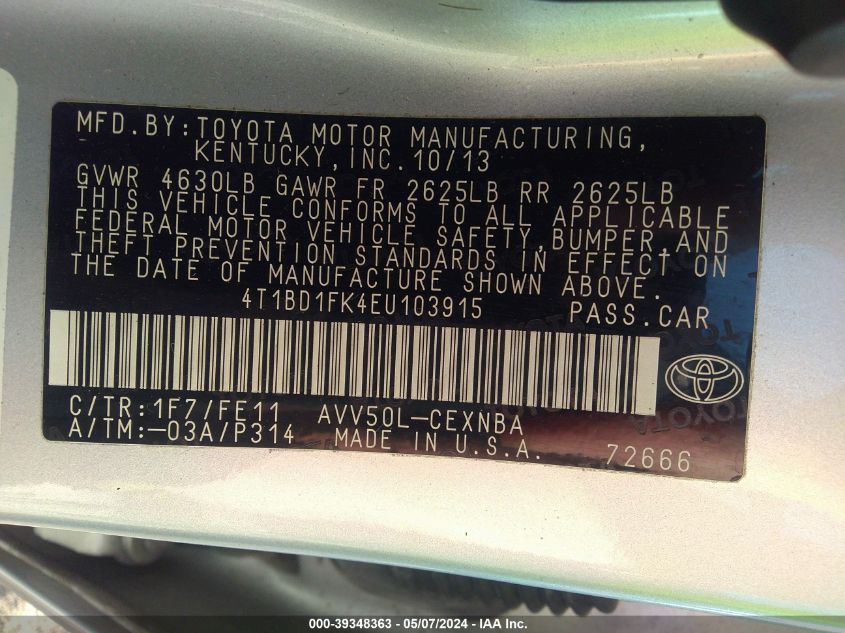 MFD.BY:TOYOTA MOTOR MANUFACTURING,
KENTUCKY,INC.10/13
GVWR 4630LB GAWR FR 2625LB RR 2625LB
THIS VEHICLE CONFORMS TO ALL APPLICABLE
FEDERAL MOTOR VEHICLE SAFETY,BUMPER,AND
THEFT PREVENTION STANDARDS IN EFFECT ON
THE DATE OF MANUFACTURE SHOWN ABOVE.
4T1BD1FK4EU103915 PASS.CAR
C/TR:1F7/FE11 AVV50L-CEXNBA
A/TM:-03A/P314 MADE IN U.S.A. 72666
TOYOTA
000-39348363 - 05/07/2024 - IAA Inc.